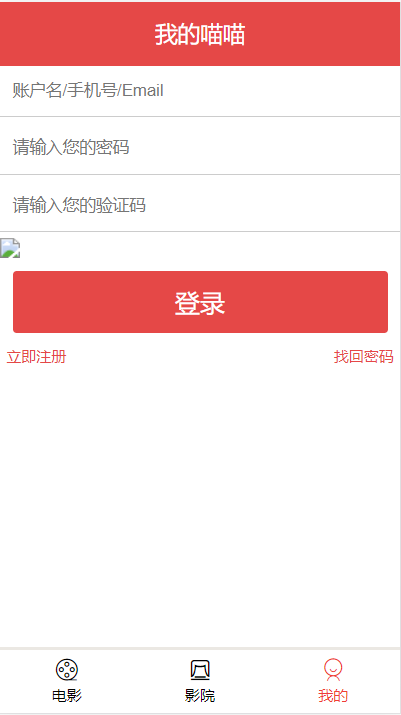 我的喵喵
账户名/手机号/Email
请输入您的密码
请输入您的验证码
登录
立即注册 找回密码
电影 影院 我的